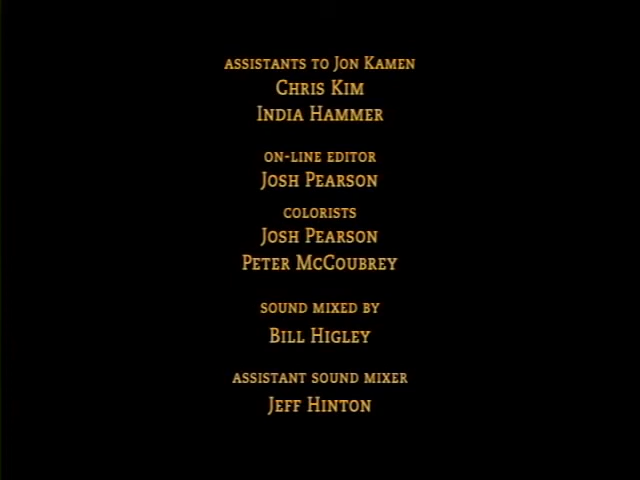 ASSISTANTS TO JON KAMEN
CHRIS KIM
INDIA HAMMER
ON-LINE EDITOR
JOSH PEARSON
COLORISTS
JOSH PEARSON
PETER MCCOUBREY
SOUND MIXED BY
BILL HIGLEY
ASSISTANT SOUND MIXER
JEFF HINTON